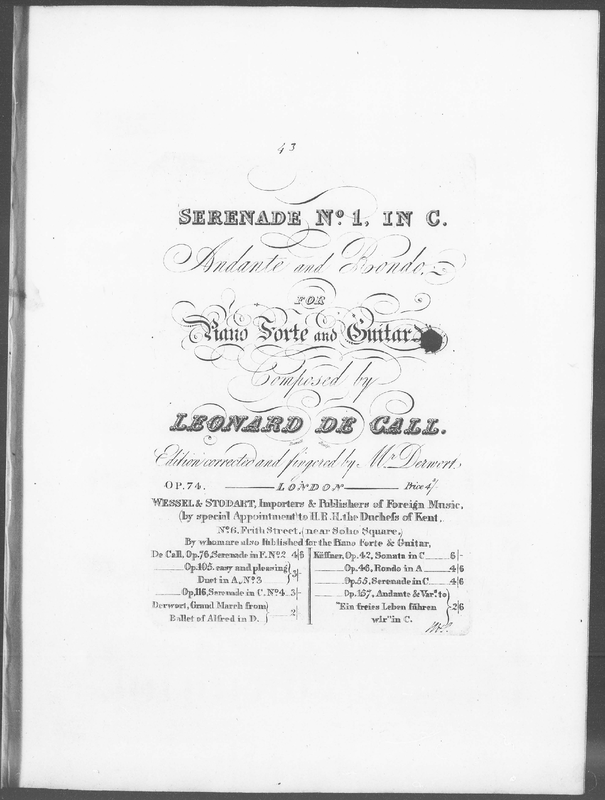 43
SERENADE No. 1, IN C.
Andante and Rondo,
FOR
Piano Forte and Guitar
Composed by
LEONARD DE CALL.
Edition corrected and fingered by Mr. Derwort,
OP. 74. LONDON Price 4/.
WESSEL & STODART, Importers & Publishers of Foreign Music,
(by special Appointment to H.R.H. the Duchess of Kent,
No. 6, Frith Street, (near Soho Square,)
By whom are also Published for the Piano Forte & Guitar,
De Call, Op. 76, Serenade in F. No. 2 4/6
Op. 105. easy and pleasing
Duet in A, No. 3 3/-
Op. 116, Serenade in C. No. 4 3/-
Derwort, Grand March from
Ballet of Alfred in D. 2/
Küffner, Op. 42, Sonata in C 6/-
Op. 46, Rondo in A 4/6
Op. 55, Serenade in C 4/6
Op. 157, Andante & Var. to
"Ein freies Leben führen
wir" in C. 2/6